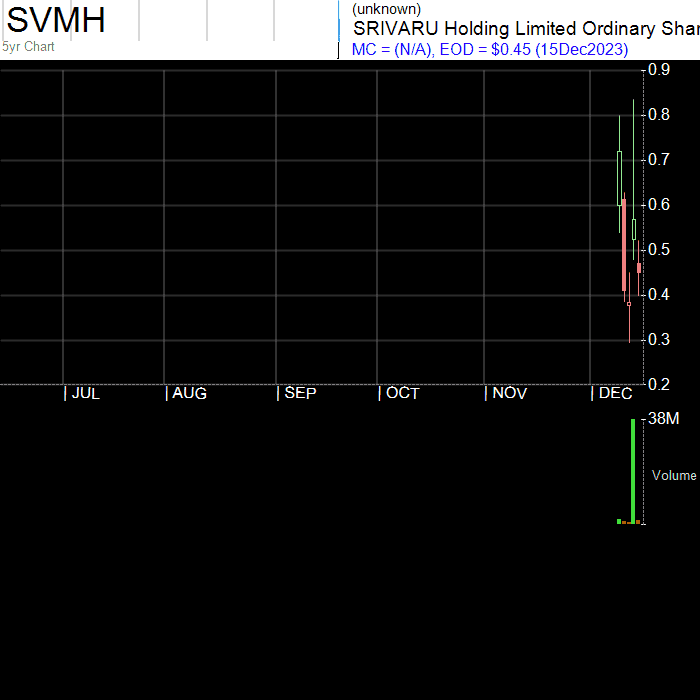 SVMH
5yr Chart
(unknown)
SRIVARU Holding Limited Ordinary Shar
MC = (N/A), EOD = $0.45 (15Dec2023)
0.9
0.8
0.7
0.6
0.5
0.4
0.3
0.2
| JUL | AUG | SEP | OCT | NOV | DEC
38M
Volume